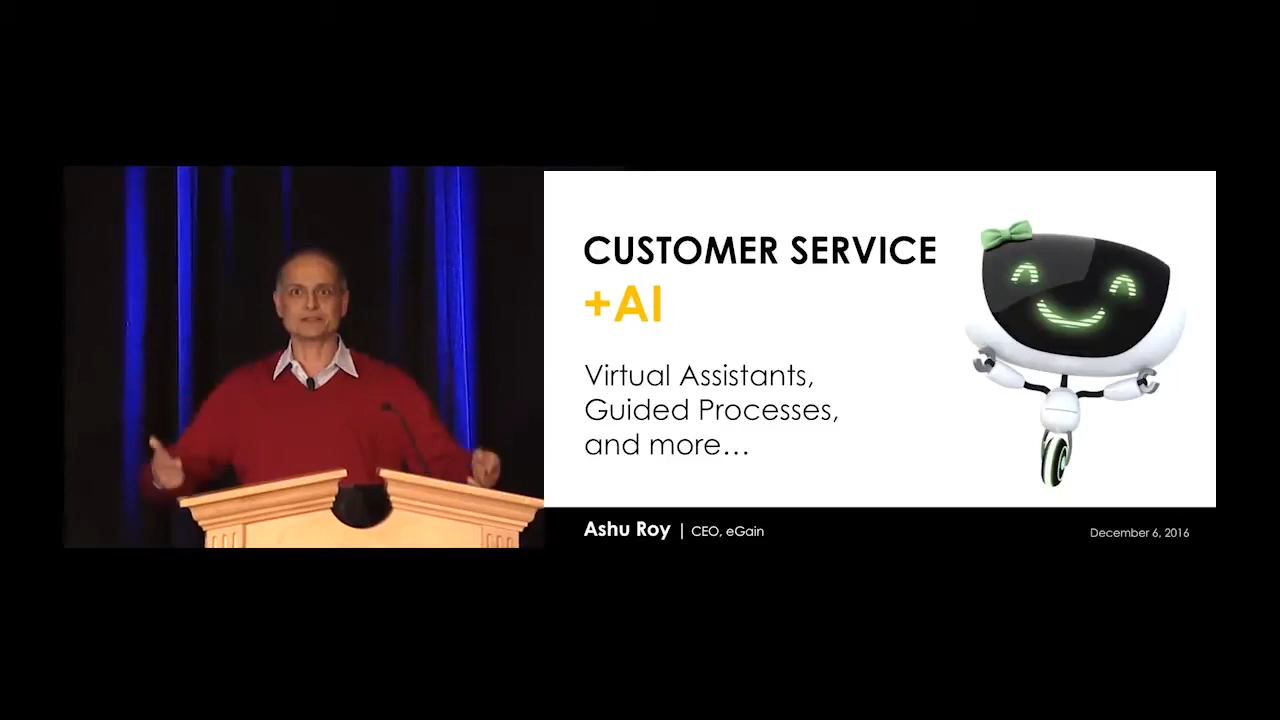 CUSTOMER SERVICE
+AI
Virtual Assistants,
Guided Processes,
and more…
Ashu Roy | CEO, eGain
December 6, 2016